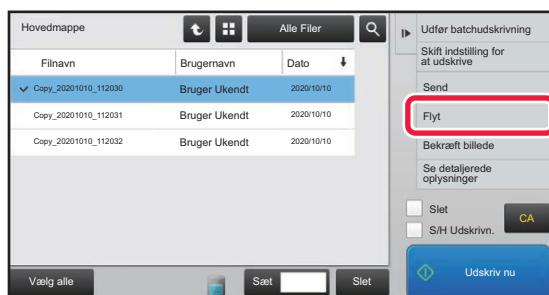 Hovedmappe
Alle Filer
Filnavn Brugernavn Dato
Copy_20201010_112030 Bruger Ukendt 2020/10/10
Copy_20201010_112031 Bruger Ukendt 2020/10/10
Copy_20201010_112032 Bruger Ukendt 2020/10/10
Vælg alle
Sæt
Slet
Udfør batchudskrivning
Skift indstilling for
at udskrive
Send
Flyt
Bekræft billede
Se detaljerede
oplysninger
Slet
S/H Udskrivn.
CA
Udskriv nu